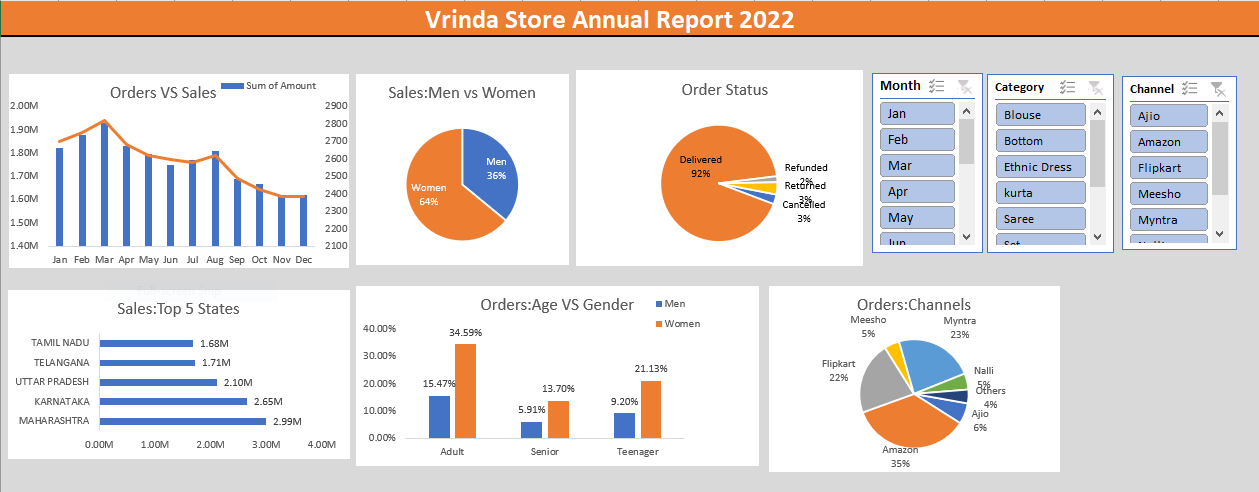 Vrinda Store Annual Report 2022
Orders VS Sales
Sum of Amount
2.00M
1.90M
1.80M
1.70M
1.60M
1.50M
1.40M
2900
2800
2700
2600
2500
2400
2300
2200
2100
Jan Feb Mar Apr May Jun Jul Aug Sep Oct Nov Dec
Sales:Men vs Women
Men
36%
Women
64%
Order Status
Delivered
92%
Refunded
2%
Returned
3%
Cancelled
3%
Month
Jan
Feb
Mar
Apr
May
Jun
Category
Blouse
Bottom
Ethnic Dress
kurta
Saree
Set
Channel
Ajio
Amazon
Flipkart
Meesho
Myntra
Nalli
Sales:Top 5 States
TAMIL NADU 1.68M
TELANGANA 1.71M
UTTAR PRADESH 2.10M
KARNATAKA 2.65M
MAHARASHTRA 2.99M
0.00M 1.00M 2.00M 3.00M 4.00M
Orders:Age VS Gender
Men
Women
40.00%
30.00%
20.00%
10.00%
0.00%
15.47%
34.59%
5.91%
13.70%
9.20%
21.13%
Adult Senior Teenager
Orders:Channels
Meesho
5%
Myntra
23%
Flipkart
22%
Nalli
5%
Others
4%
Ajio
6%
Amazon
35%